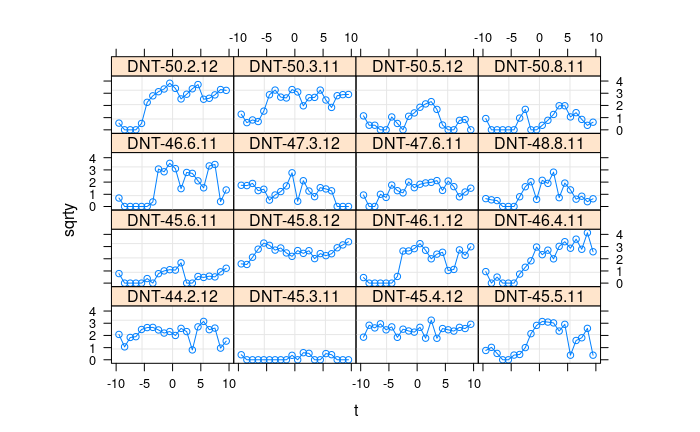 -10 -5 0 5 10 -10 -5 0 5 10
DNT-50.2.12 DNT-50.3.11 DNT-50.5.12 DNT-50.8.11
4
3
2
1
0
DNT-46.6.11 DNT-47.3.12 DNT-47.6.11 DNT-48.8.11
4
3
2
1
0
sqrty
DNT-45.6.11 DNT-45.8.12 DNT-46.1.12 DNT-46.4.11
4
3
2
1
0
DNT-44.2.12 DNT-45.3.11 DNT-45.4.12 DNT-45.5.11
4
3
2
1
0
-10 -5 0 5 10 -10 -5 0 5 10
t